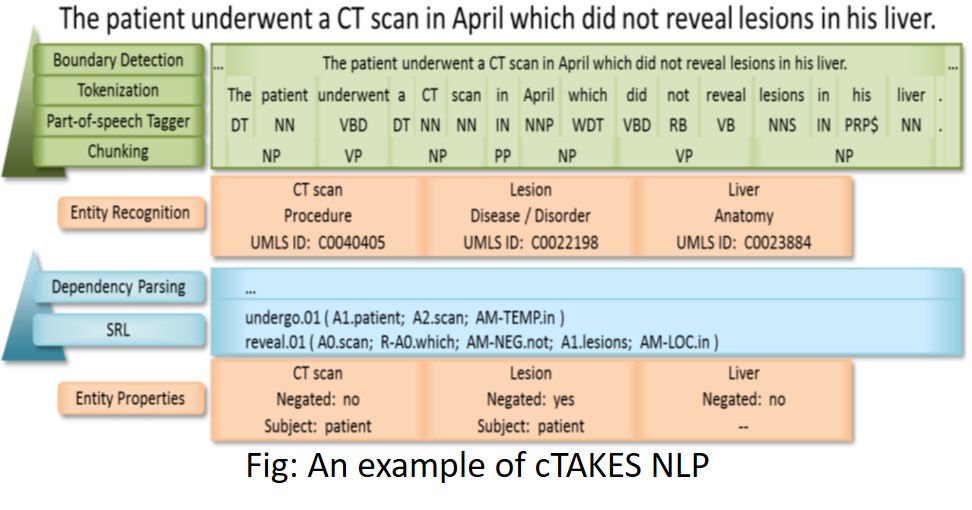 The patient underwent a CT scan in April which did not reveal lesions in his liver.
Boundary Detection ... The patient underwent a CT scan in April which did not reveal lesions in his liver. ...
Tokenization The patient underwent a CT scan in April which did not reveal lesions in his liver .
Part-of-speech Tagger DT NN VBD DT NN NN IN NNP WDT VBD RB VB NNS IN PRP$ NN .
Chunking NP VP NP PP NP VP NP
CT scan Lesion Liver
Entity Recognition Procedure Disease / Disorder Anatomy
UMLS ID: C0040405 UMLS ID: C0022198 UMLS ID: C0023884
Dependency Parsing ...
SRL undergo.01 ( A1.patient; A2.scan; AM-TEMP.in )
reveal.01 ( A0.scan; R-A0.which; AM-NEG.not; A1.lesions; AM-LOC.in )
CT scan Lesion Liver
Entity Properties Negated: no Negated: yes Negated: no
Subject: patient Subject: patient --
Fig: An example of cTAKES NLP